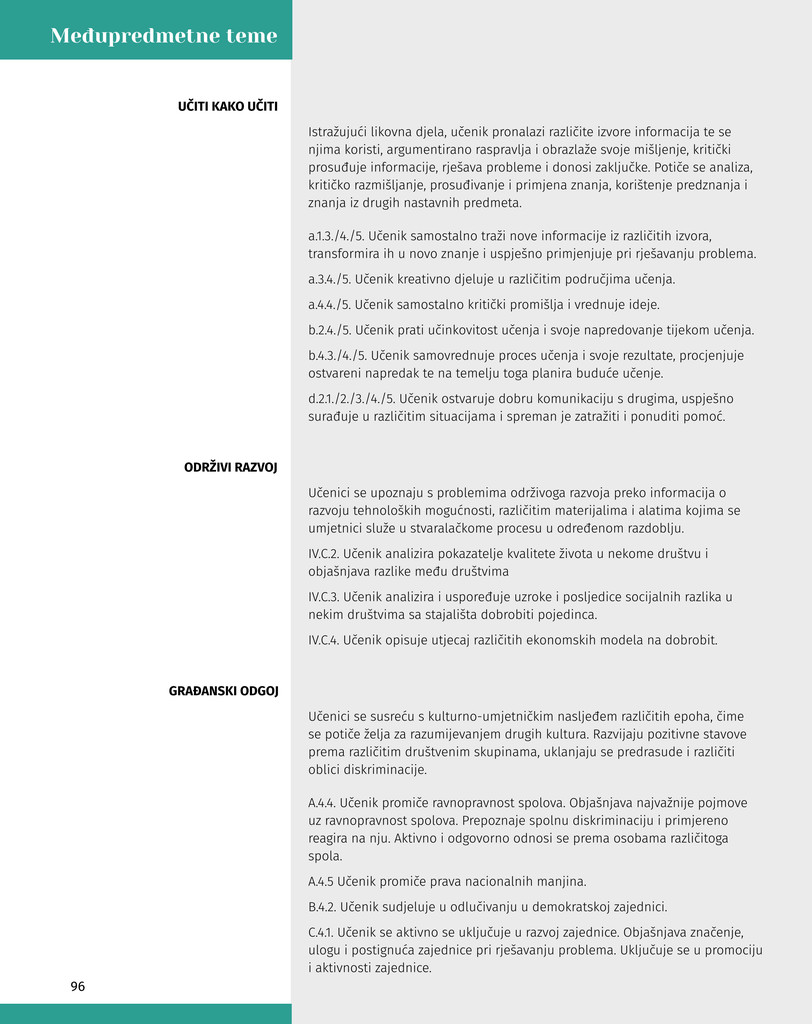 Međupredmetne teme
UČITI KAKO UČITI
Istražujući likovna djela, učenik pronalazi različite izvore informacija te se
njima koristi, argumentirano raspravlja i obrazlaže svoje mišljenje, kritički
prosuđuje informacije, rješava probleme i donosi zaključke. Potiče se analiza,
kritičko razmišljanje, prosuđivanje i primjena znanja, korištenje predznanja i
znanja iz drugih nastavnih predmeta.
a.1.3./4./5. Učenik samostalno traži nove informacije iz različitih izvora,
transformira ih u novo znanje i uspješno primjenjuje pri rješavanju problema.
a.3.4./5. Učenik kreativno djeluje u različitim područjima učenja.
a.4.4./5. Učenik samostalno kritički promišlja i vrednuje ideje.
b.2.4./5. Učenik prati učinkovitost učenja i svoje napredovanje tijekom učenja.
b.4.3./4./5. Učenik samovrednuje proces učenja i svoje rezultate, procjenjuje
ostvareni napredak te na temelju toga planira buduće učenje.
d.2.1./2./3./4./5. Učenik ostvaruje dobru komunikaciju s drugima, uspješno
surađuje u različitim situacijama i spreman je zatražiti i ponuditi pomoć.
ODRŽIVI RAZVOJ
Učenici se upoznaju s problemima održivoga razvoja preko informacija o
razvoju tehnoloških mogućnosti, različitim materijalima i alatima kojima se
umjetnici služe u stvaralačkome procesu u određenom razdoblju.
IV.C.2. Učenik analizira pokazatelje kvalitete života u nekome društvu i
objašnjava razlike među društvima
IV.C.3. Učenik analizira i uspoređuje uzroke i posljedice socijalnih razlika u
nekim društvima sa stajališta dobrobiti pojedinca.
IV.C.4. Učenik opisuje utjecaj različitih ekonomskih modela na dobrobit.
GRAĐANSKI ODGOJ
Učenici se susreću s kulturno-umjetničkim nasljeđem različitih epoha, čime
se potiče želja za razumijevanjem drugih kultura. Razvijaju pozitivne stavove
prema različitim društvenim skupinama, uklanjaju se predrasude i različiti
oblici diskriminacije.
A.4.4. Učenik promiče ravnopravnost spolova. Objašnjava najvažnije pojmove
uz ravnopravnost spolova. Prepoznaje spolnu diskriminaciju i primjereno
reagira na nju. Aktivno i odgovorno odnosi se prema osobama različitoga
spola.
A.4.5 Učenik promiče prava nacionalnih manjina.
B.4.2. Učenik sudjeluje u odlučivanju u demokratskoj zajednici.
C.4.1. Učenik se aktivno se uključuje u razvoj zajednice. Objašnjava značenje,
ulogu i postignuća zajednice pri rješavanju problema. Uključuje se u promociju
i aktivnosti zajednice.
96